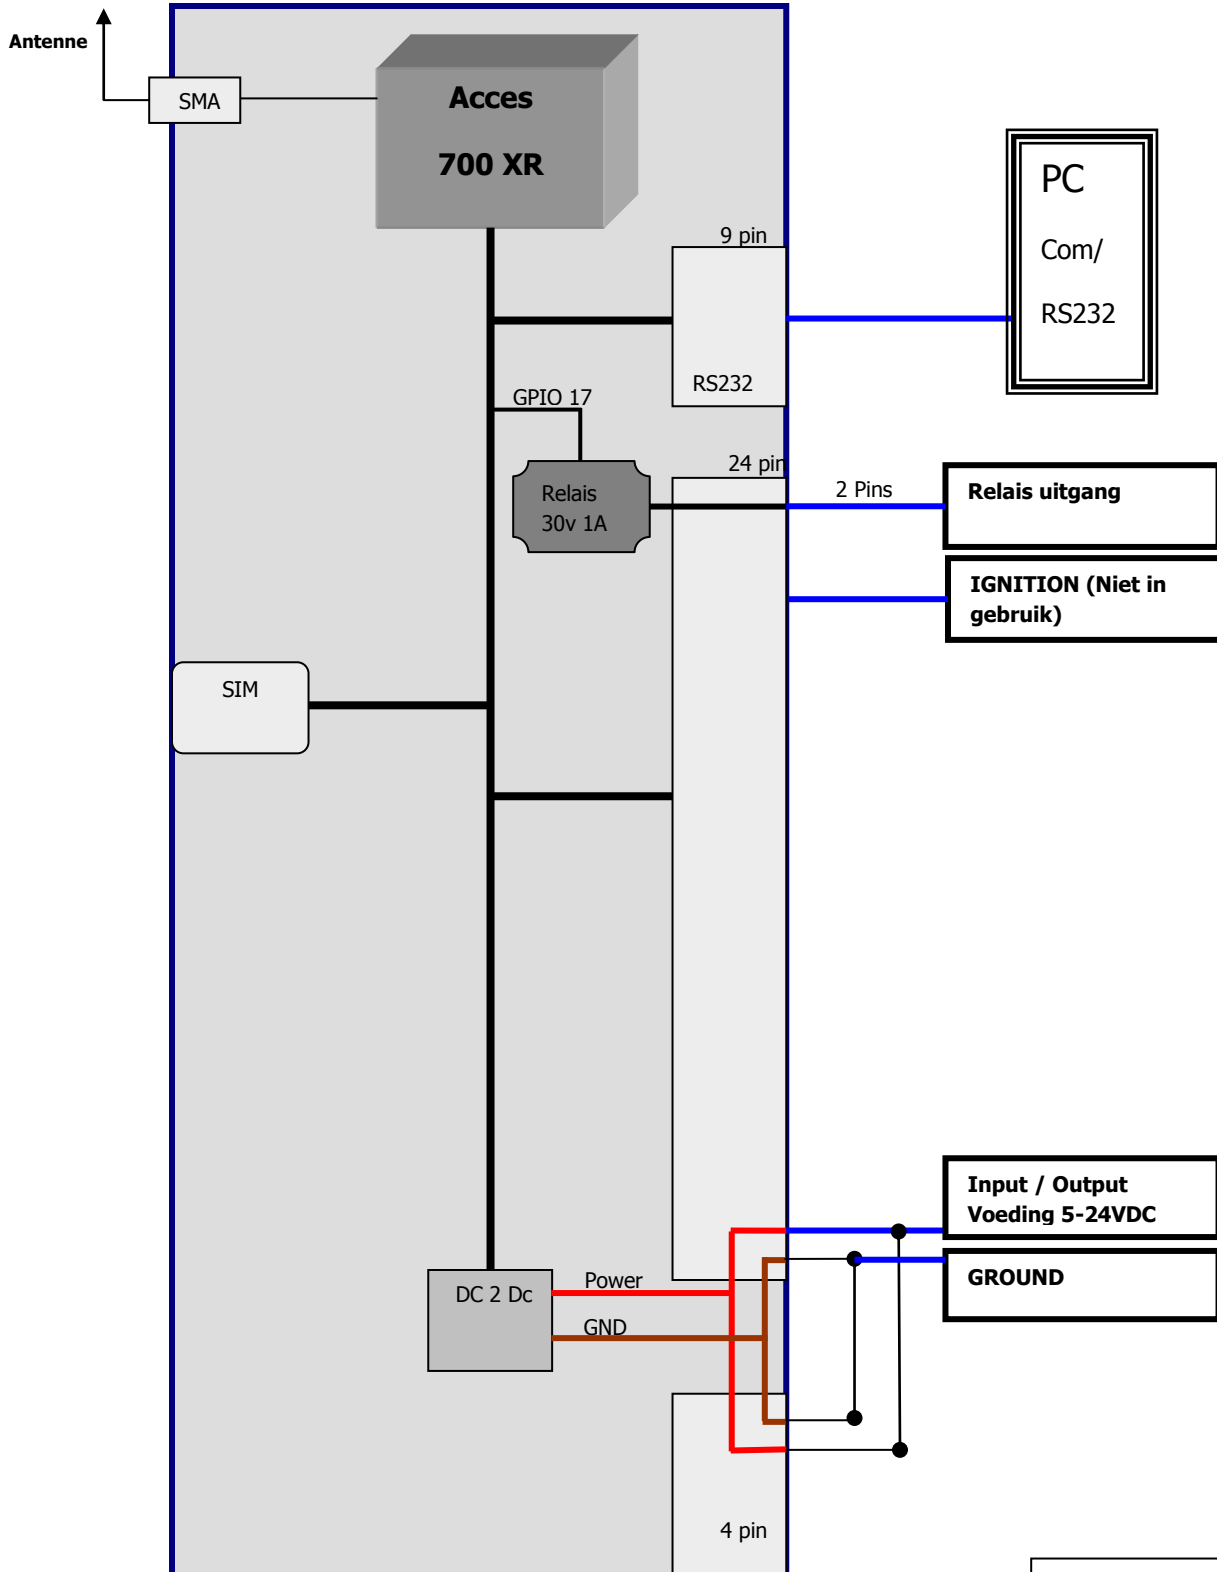 Antenne
SMA
Acces
700 XR
PC
Com/
RS232
9 pin
RS232
GPIO 17
24 pin
Relais
30v 1A
2 Pins
Relais uitgang
IGNITION (Niet in
gebruik)
SIM
Input / Output
Voeding 5-24VDC
GROUND
DC 2 Dc
Power
GND
4 pin